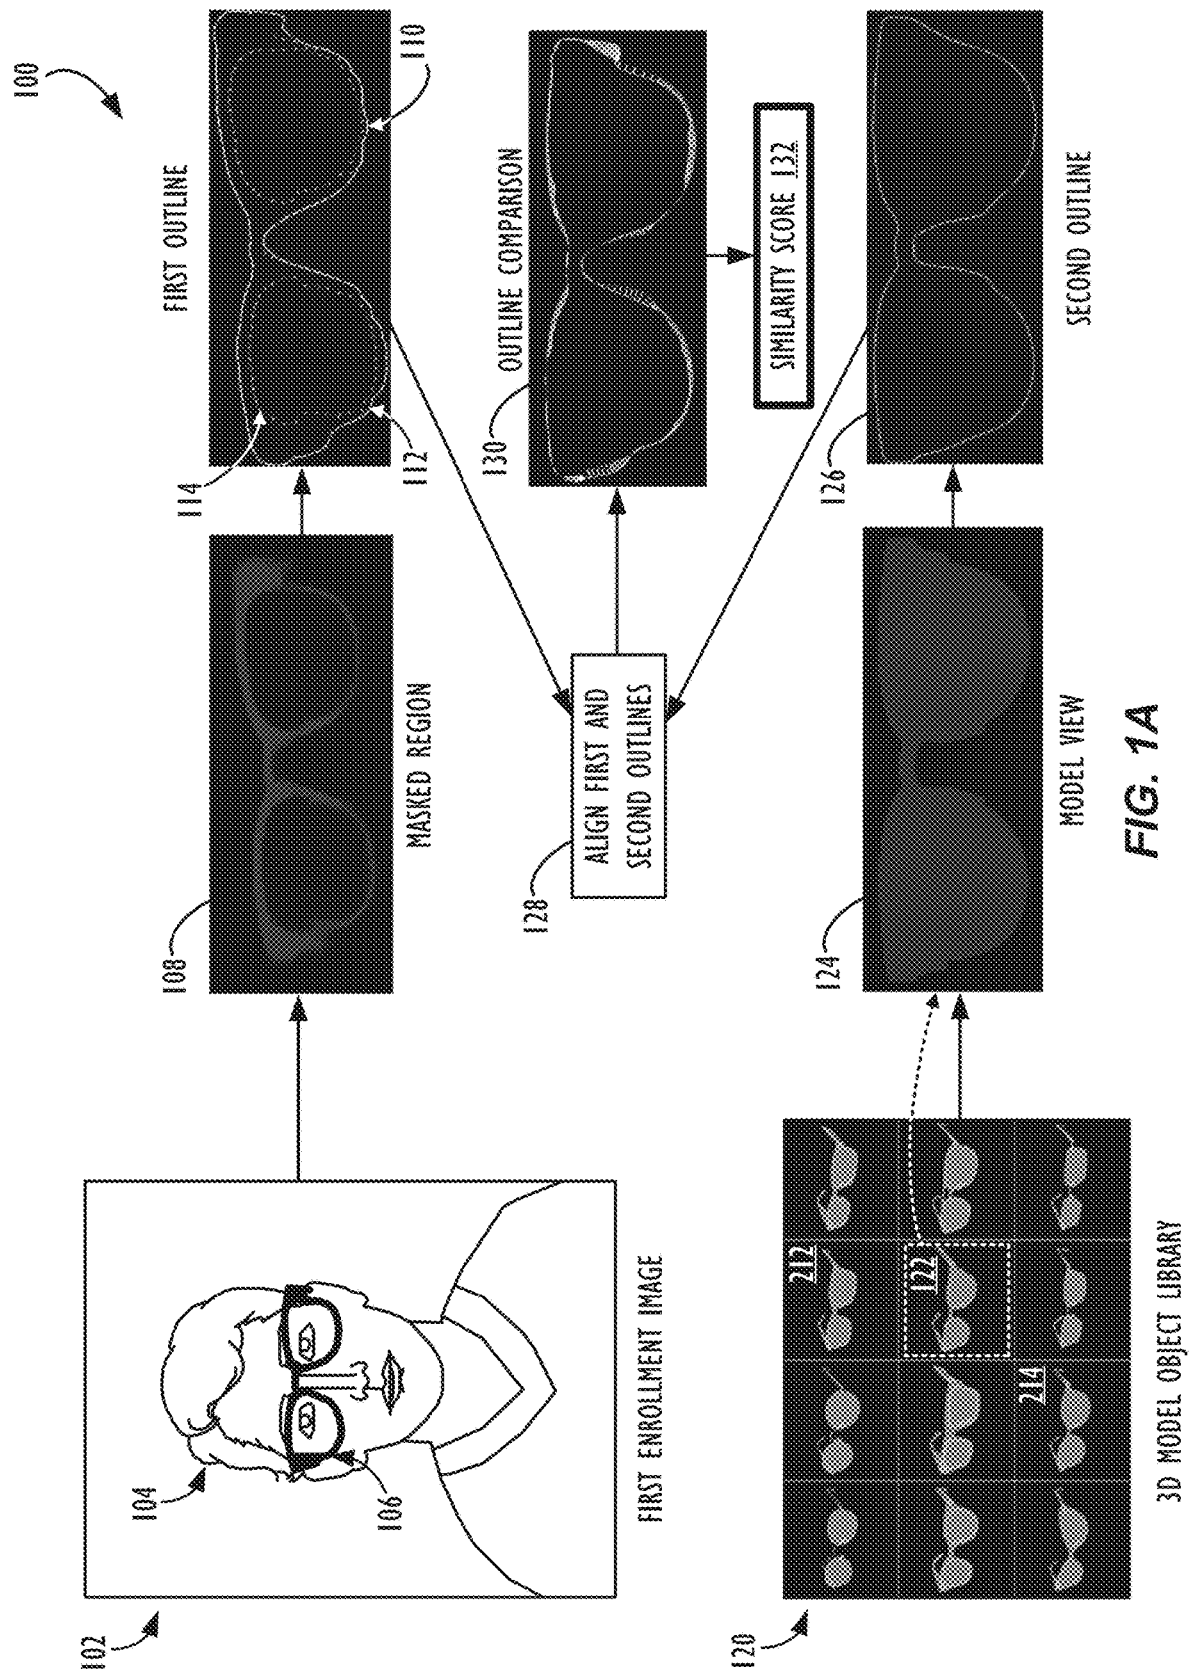 100
102
104
106
FIRST ENROLLMENT IMAGE
108
MASKED REGION
FIRST OUTLINE
110
112
114
120
212
122
214
3D MODEL OBJECT LIBRARY
124
MODEL VIEW
126
SECOND OUTLINE
128
ALIGN FIRST AND
SECOND OUTLINES
130
OUTLINE COMPARISON
SIMILARITY SCORE 132
FIG. 1A